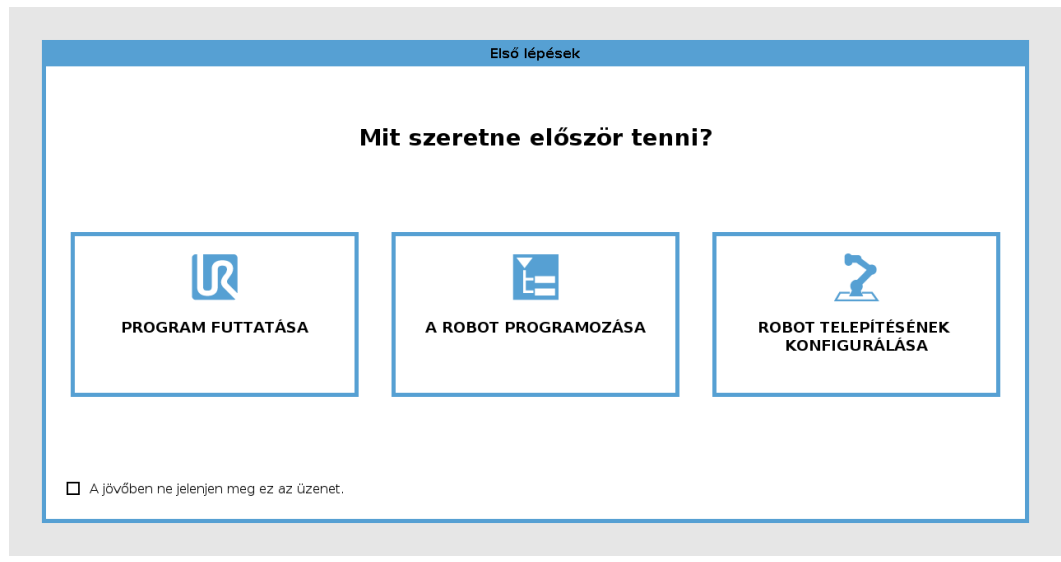 Első lépések
Mit szeretne először tenni?
PROGRAM FUTTATÁSA
A ROBOT PROGRAMOZÁSA
ROBOT TELEPÍTÉSÉNEK
KONFIGURÁLÁSA
A jövőben ne jelenjen meg ez az üzenet.